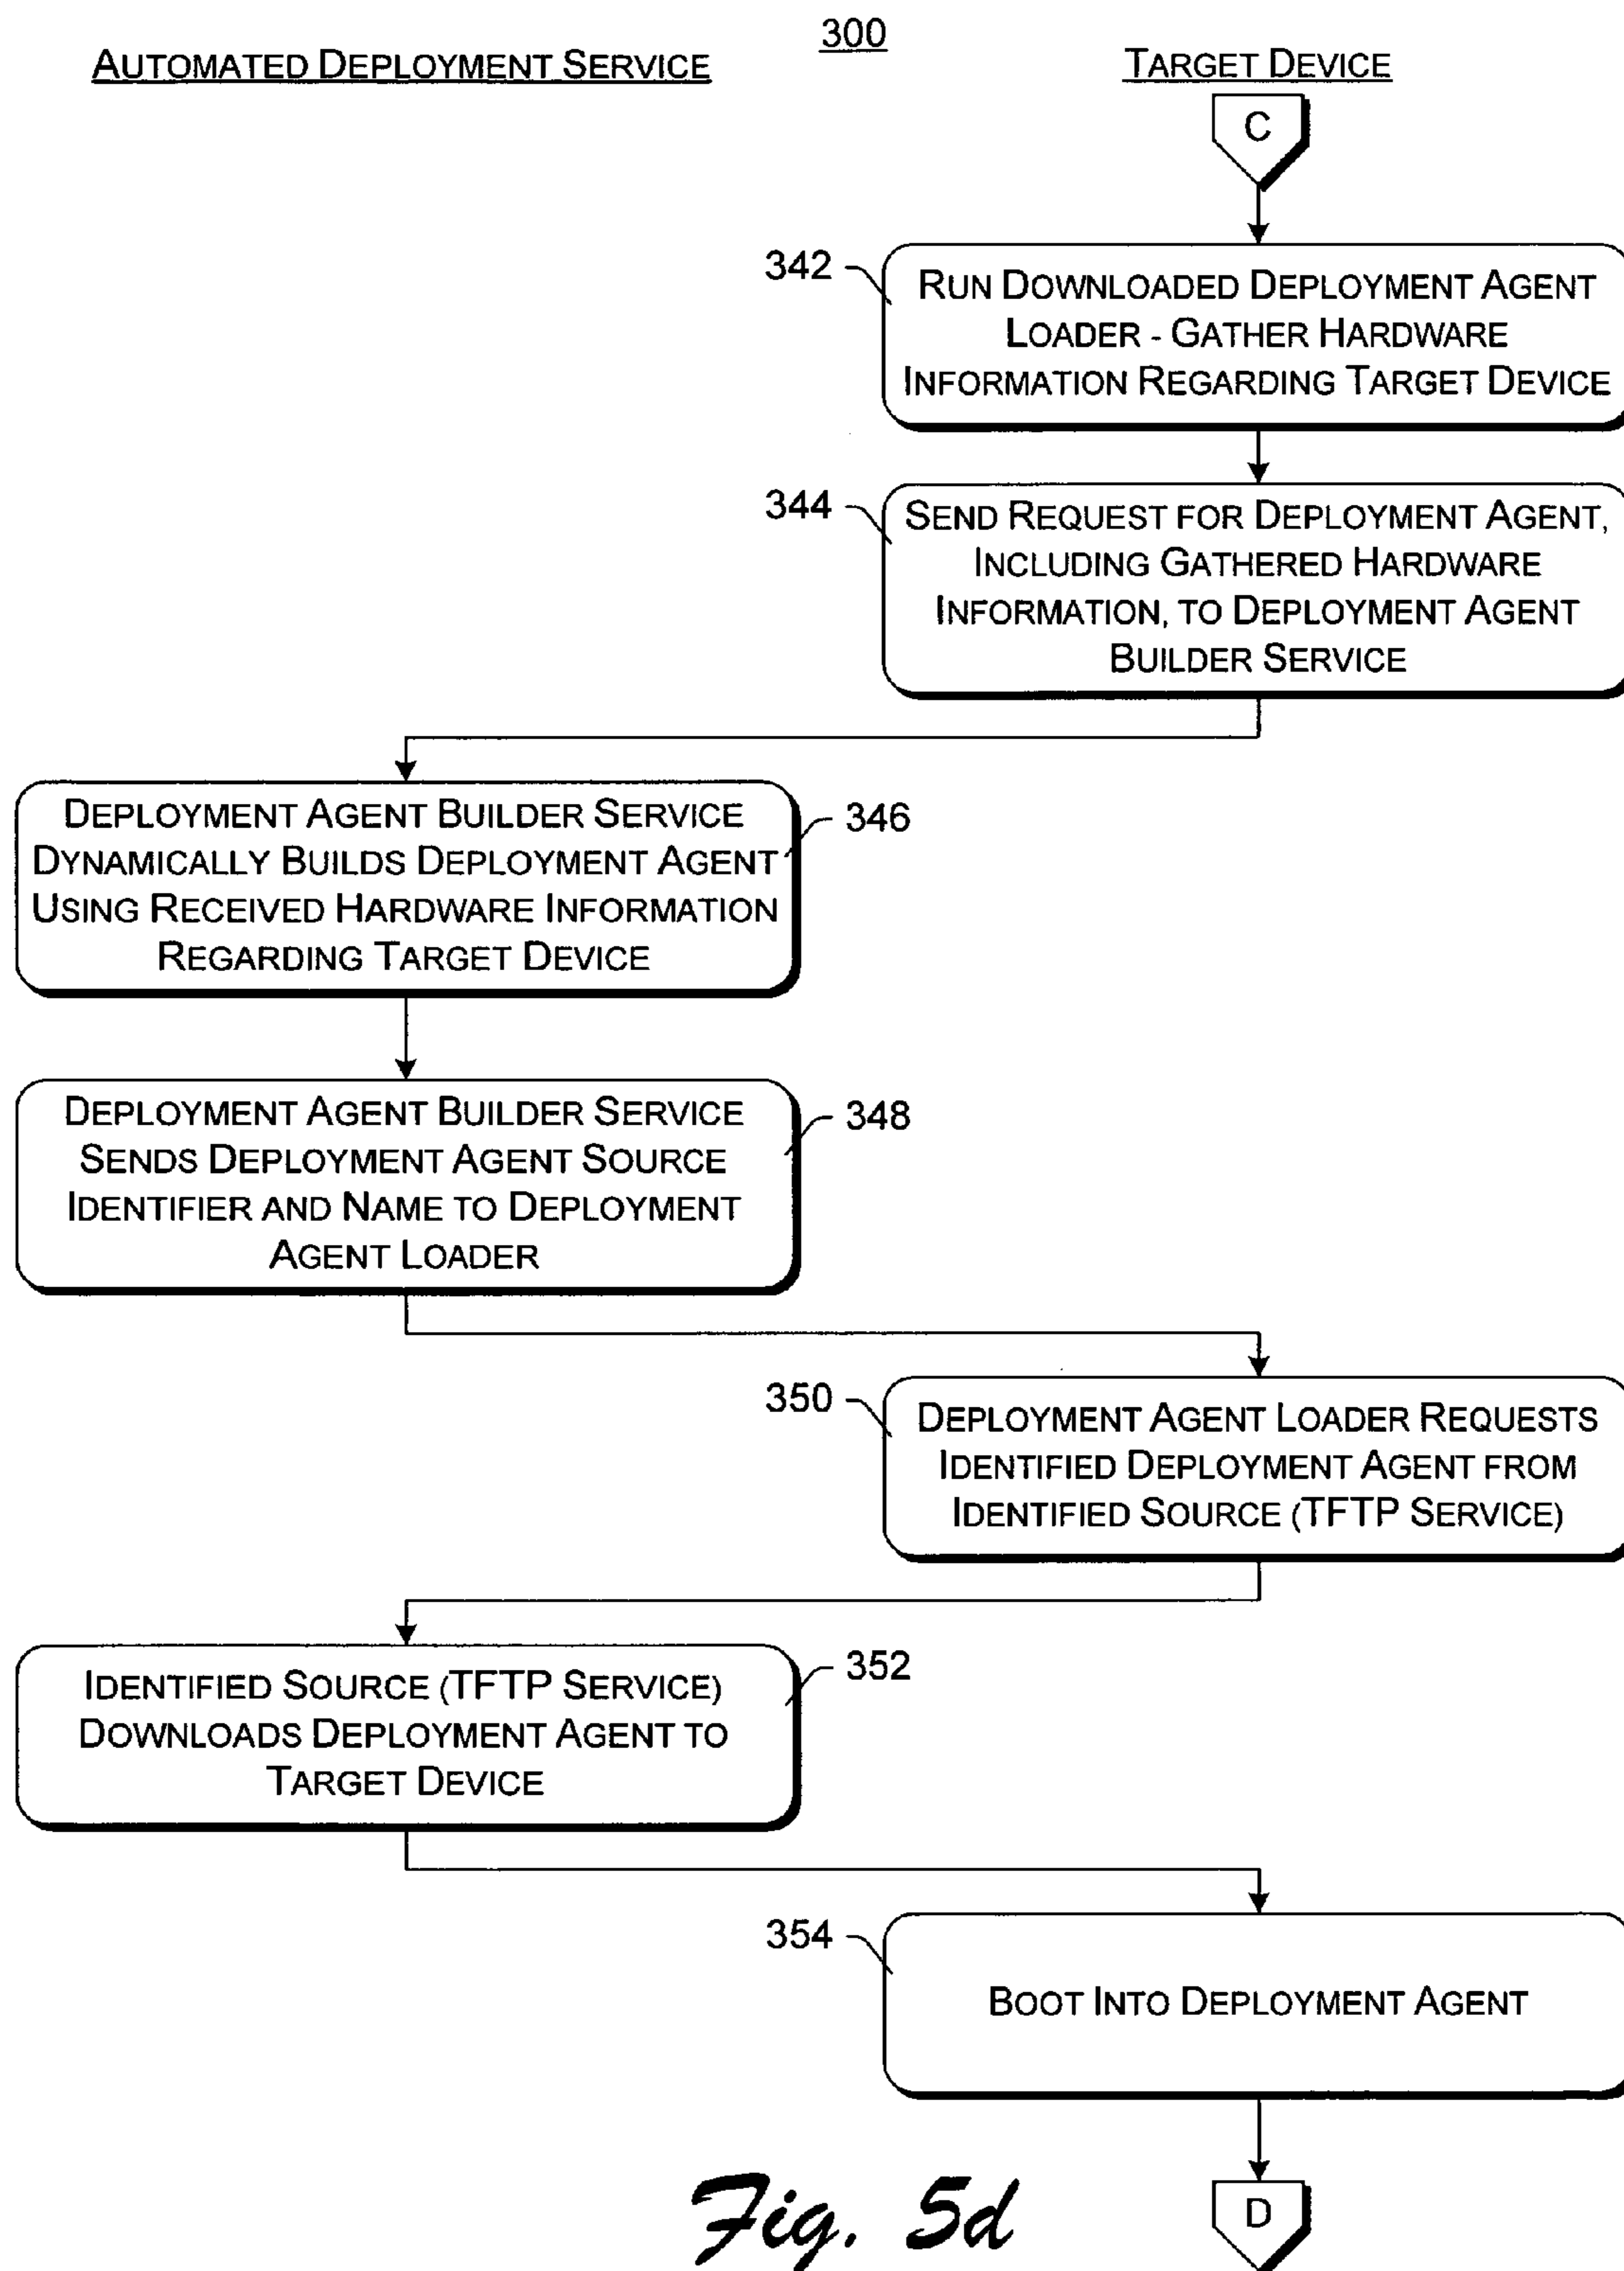 300
AUTOMATED DEPLOYMENT SERVICE
TARGET DEVICE
C
342
RUN DOWNLOADED DEPLOYMENT AGENT
LOADER - GATHER HARDWARE
INFORMATION REGARDING TARGET DEVICE
344
SEND REQUEST FOR DEPLOYMENT AGENT,
INCLUDING GATHERED HARDWARE
INFORMATION, TO DEPLOYMENT AGENT
BUILDER SERVICE
346
DEPLOYMENT AGENT BUILDER SERVICE
DYNAMICALLY BUILDS DEPLOYMENT AGENT
USING RECEIVED HARDWARE INFORMATION
REGARDING TARGET DEVICE
348
DEPLOYMENT AGENT BUILDER SERVICE
SENDS DEPLOYMENT AGENT SOURCE
IDENTIFIER AND NAME TO DEPLOYMENT
AGENT LOADER
350
DEPLOYMENT AGENT LOADER REQUESTS
IDENTIFIED DEPLOYMENT AGENT FROM
IDENTIFIED SOURCE (TFTP SERVICE)
352
IDENTIFIED SOURCE (TFTP SERVICE)
DOWNLOADS DEPLOYMENT AGENT TO
TARGET DEVICE
354
BOOT INTO DEPLOYMENT AGENT
D
Fig. 5d